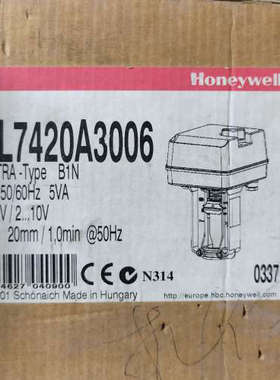 Honeywell
L7420A3006
TRA-Type B1N
50/60Hz 5VA
V / 2...10V
20mm / 1,0min @50Hz
CE N314
0337
01 Schönaich Made in Hungary
http://europe.hbc.honeywell.com
4627 040900